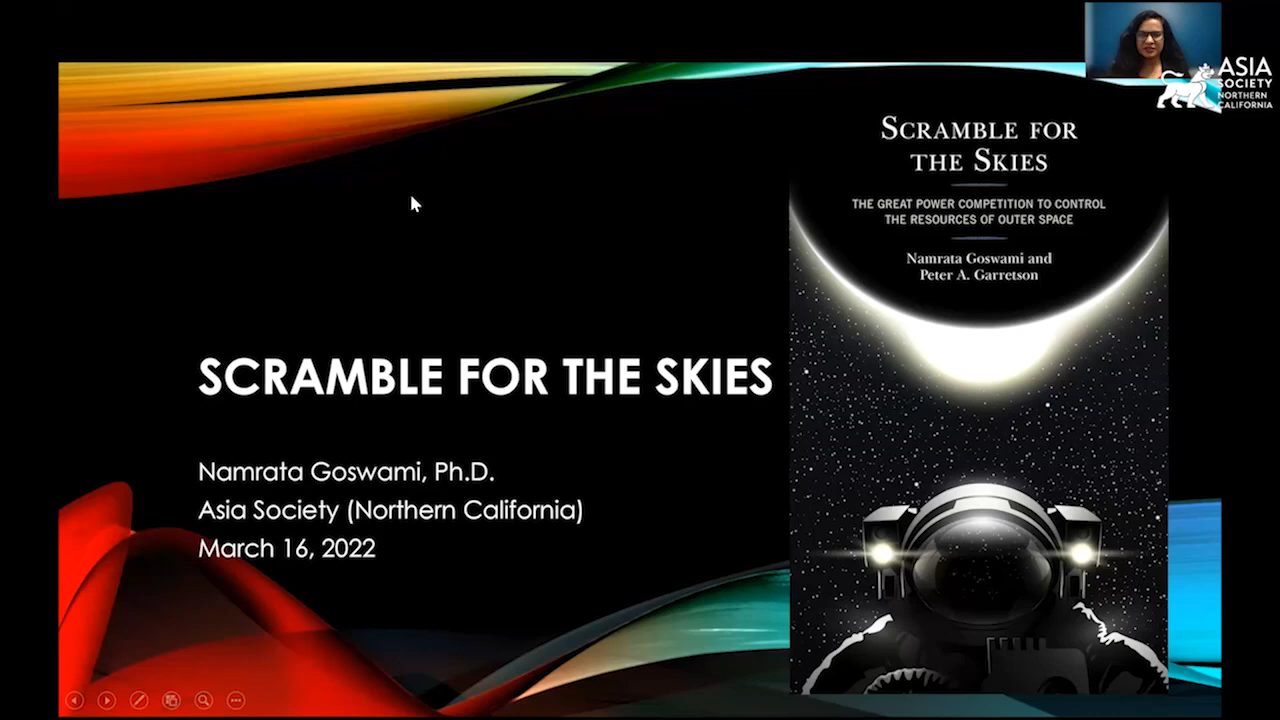 ASIA
SOCIETY
NORTHERN
CALIFORNIA
SCRAMBLE FOR
THE SKIES
THE GREAT POWER COMPETITION TO CONTROL
THE RESOURCES OF OUTER SPACE
Namrata Goswami and
Peter A. Garretson
SCRAMBLE FOR THE SKIES
Namrata Goswami, Ph.D.
Asia Society (Northern California)
March 16, 2022